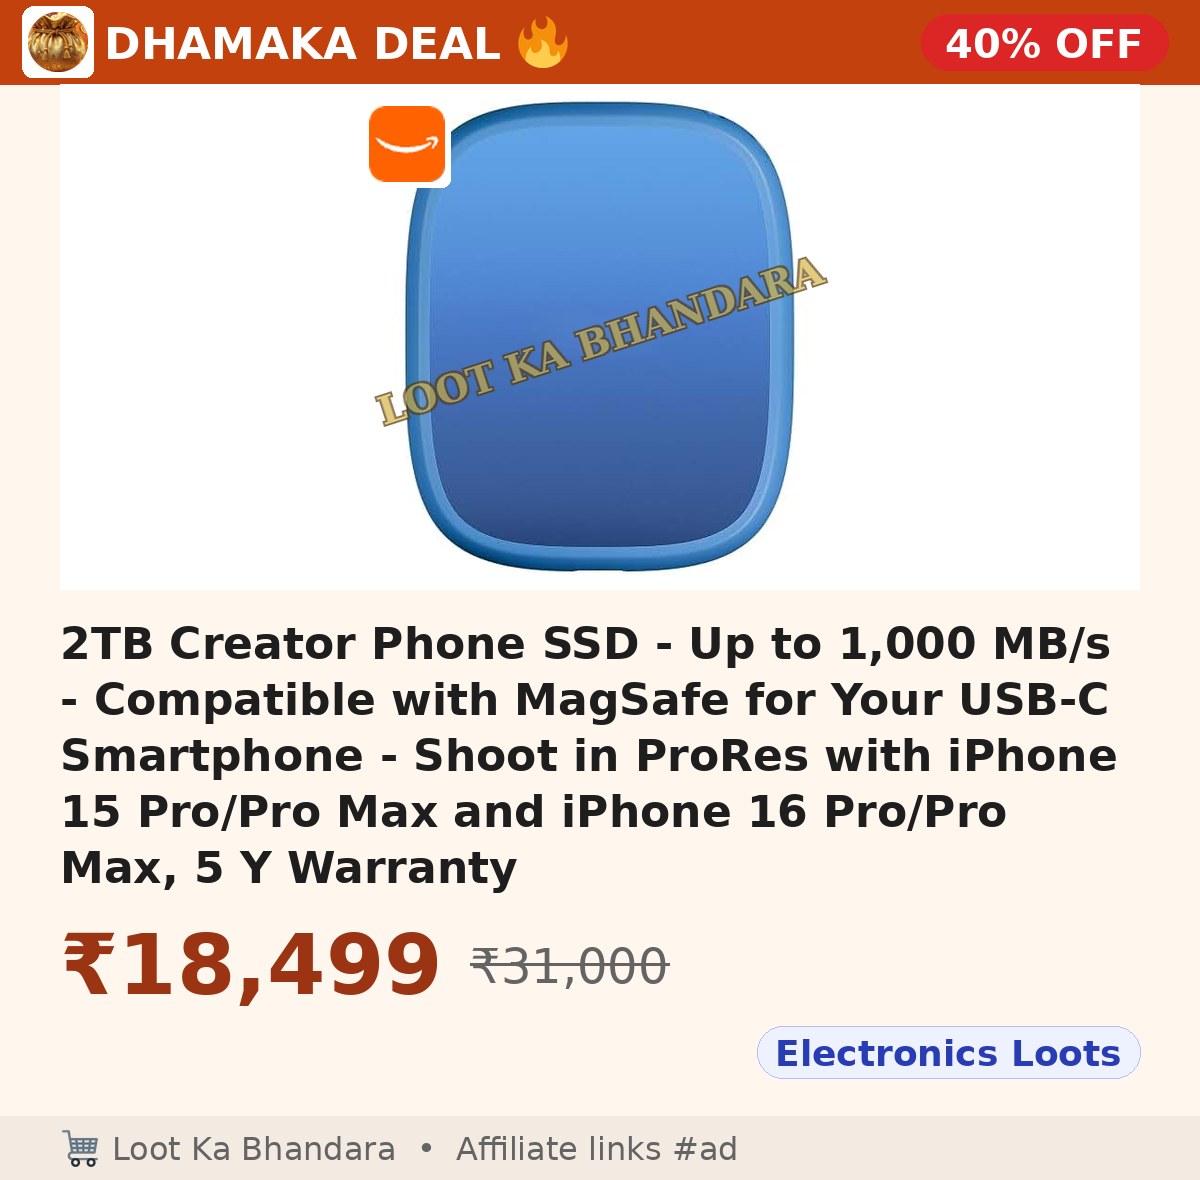 DHAMAKA DEAL 🔥
40% OFF
LOOT KA BHANDARA
2TB Creator Phone SSD - Up to 1,000 MB/s
- Compatible with MagSafe for Your USB-C
Smartphone - Shoot in ProRes with iPhone
15 Pro/Pro Max and iPhone 16 Pro/Pro
Max, 5 Y Warranty
₹18,499 ₹31,000
Electronics Loots
🛒 Loot Ka Bhandara • Affiliate links #ad